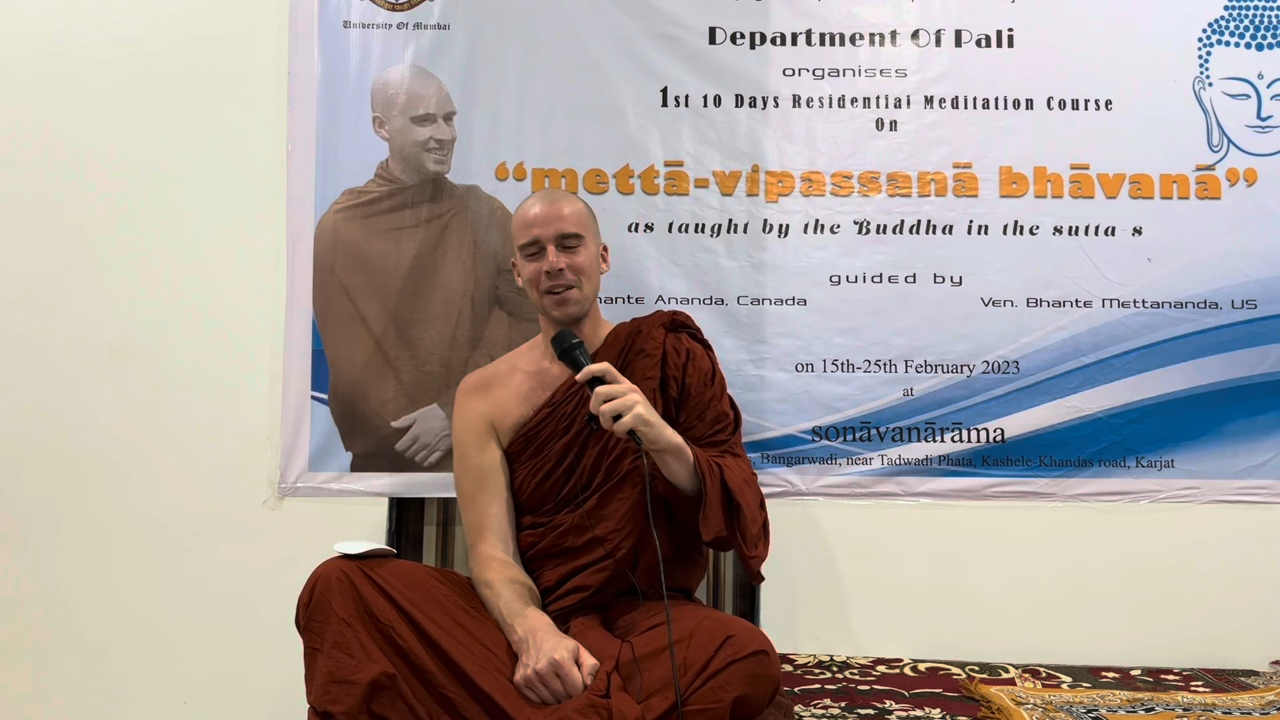 University Of Mumbai
Department Of Pali
organises
1st 10 Days Residential Meditation Course
On
“mettā-vipassanā bhāvanā”
as taught by the Buddha in the sutta-s
guided by
Ananda, Canada
Ven. Bhante Mettananda, US
on 15th-25th February 2023
at
sonāvanārāma
Bangarwadi, near Tadwadi Phata, Kashele-Khandas road, Karjat